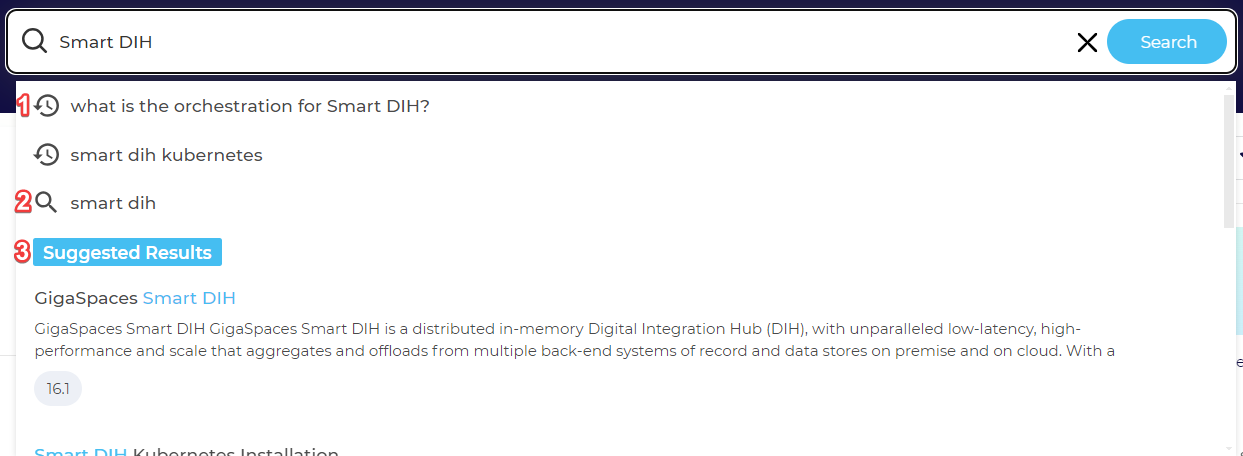 Smart DIH
Search
1 what is the orchestration for Smart DIH?
smart dih kubernetes
2 smart dih
3 Suggested Results
GigaSpaces Smart DIH
GigaSpaces Smart DIH GigaSpaces Smart DIH is a distributed in-memory Digital Integration Hub (DIH), with unparalleled low-latency, high-
performance and scale that aggregates and offloads from multiple back-end systems of record and data stores on premise and on cloud. With a
16.1
Smart DIH Kubernetes Installation